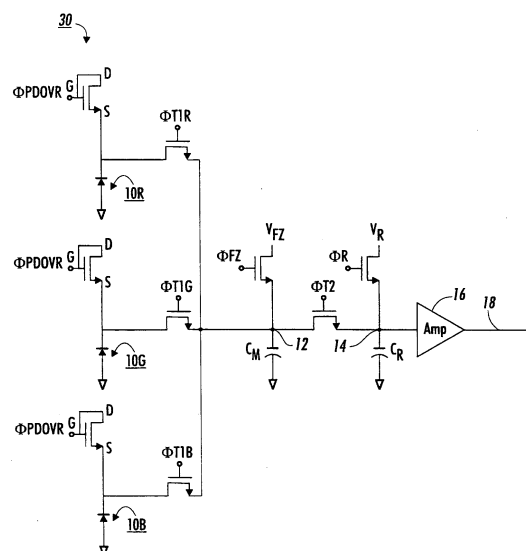 30
D
ΦPDOVR G
S
ΦT1R
10R
D
ΦPDOVR G
S
ΦT1G
10G
V_FZ
ΦFZ
V_R
ΦR
ΦT2
16
18
Amp
12
14
C_M
C_R
D
ΦPDOVR G
S
ΦT1B
10B